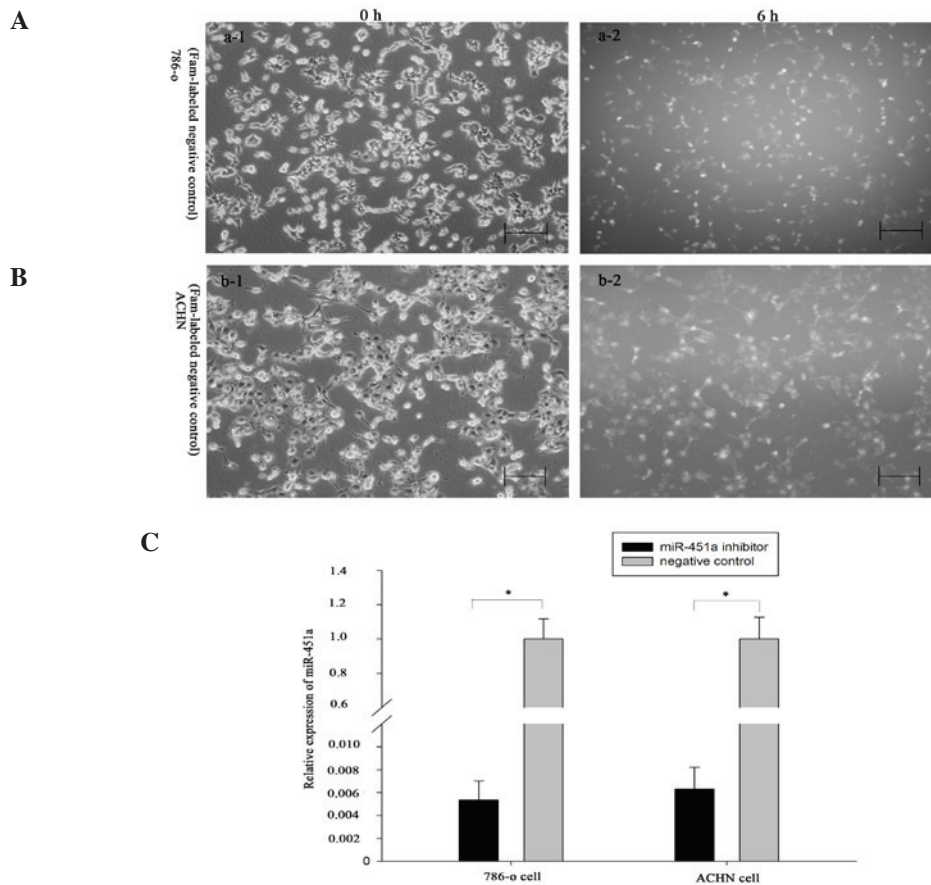 A
0 h
6 h
a-1
a-2
(Fam-labeled negative control)
786-o
B
b-1
b-2
(Fam-labeled negative control)
ACHN
C
miR-451a inhibitor
negative control
Relative expression of miR-451a
1.4
1.2
1.0
0.8
0.6
0.010
0.008
0.006
0.004
0.002
0
*
*
786-o cell
ACHN cell